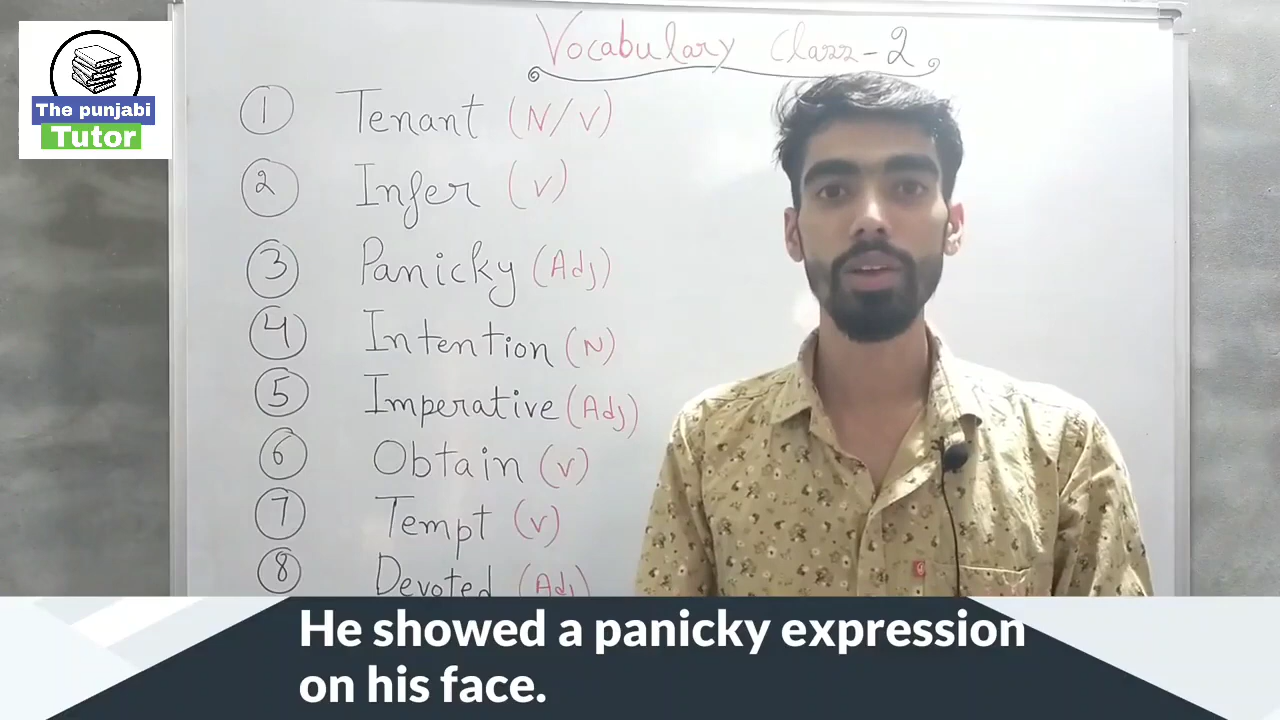 The punjabi
Tutor
Vocabulary Class-2
1 Tenant (N/V)
2 Infer (V)
3 Panicky (Adj)
4 Intention (N)
5 Imperative (Adj)
6 Obtain (V)
7 Tempt (V)
8 Devoted (Adj)
He showed a panicky expression
on his face.